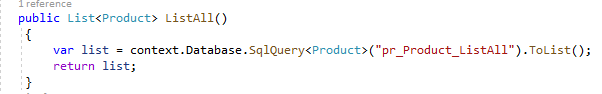 1 reference
public List<Product> ListAll()
{
var list = context.Database.SqlQuery<Product>("pr_Product_ListAll").ToList();
return list;
}